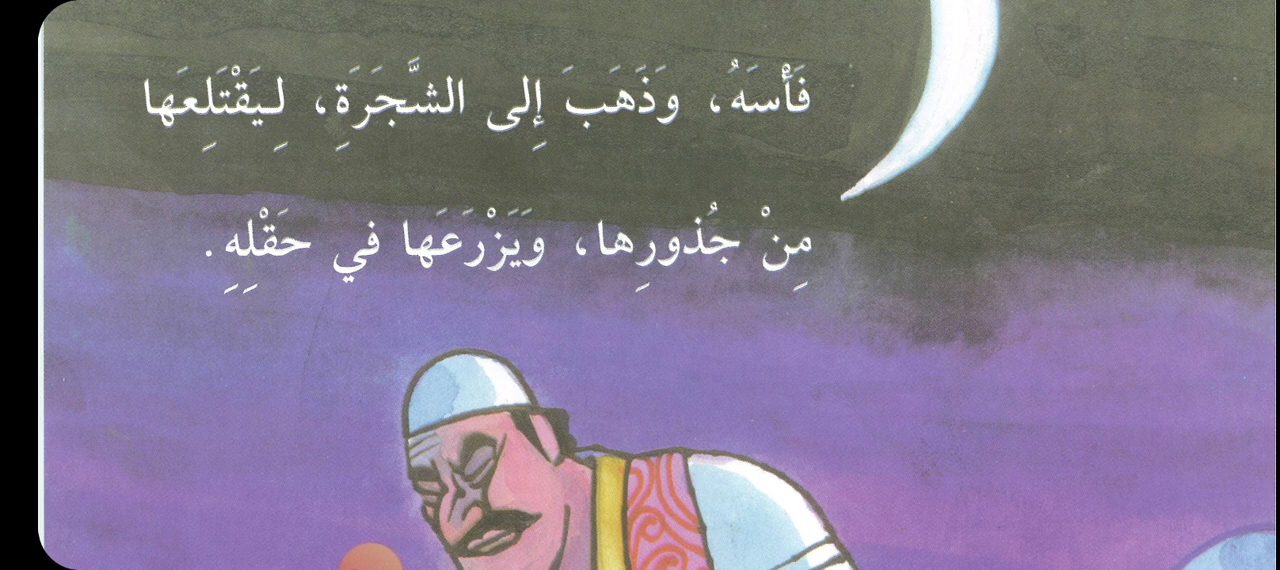 فَأْسَهُ، وَذَهَبَ إِلى الشَّجَرَةِ، لِيَقْتَلِعَها
مِنْ جُذورِها، وَيَزْرَعَها في حَقْلِهِ.